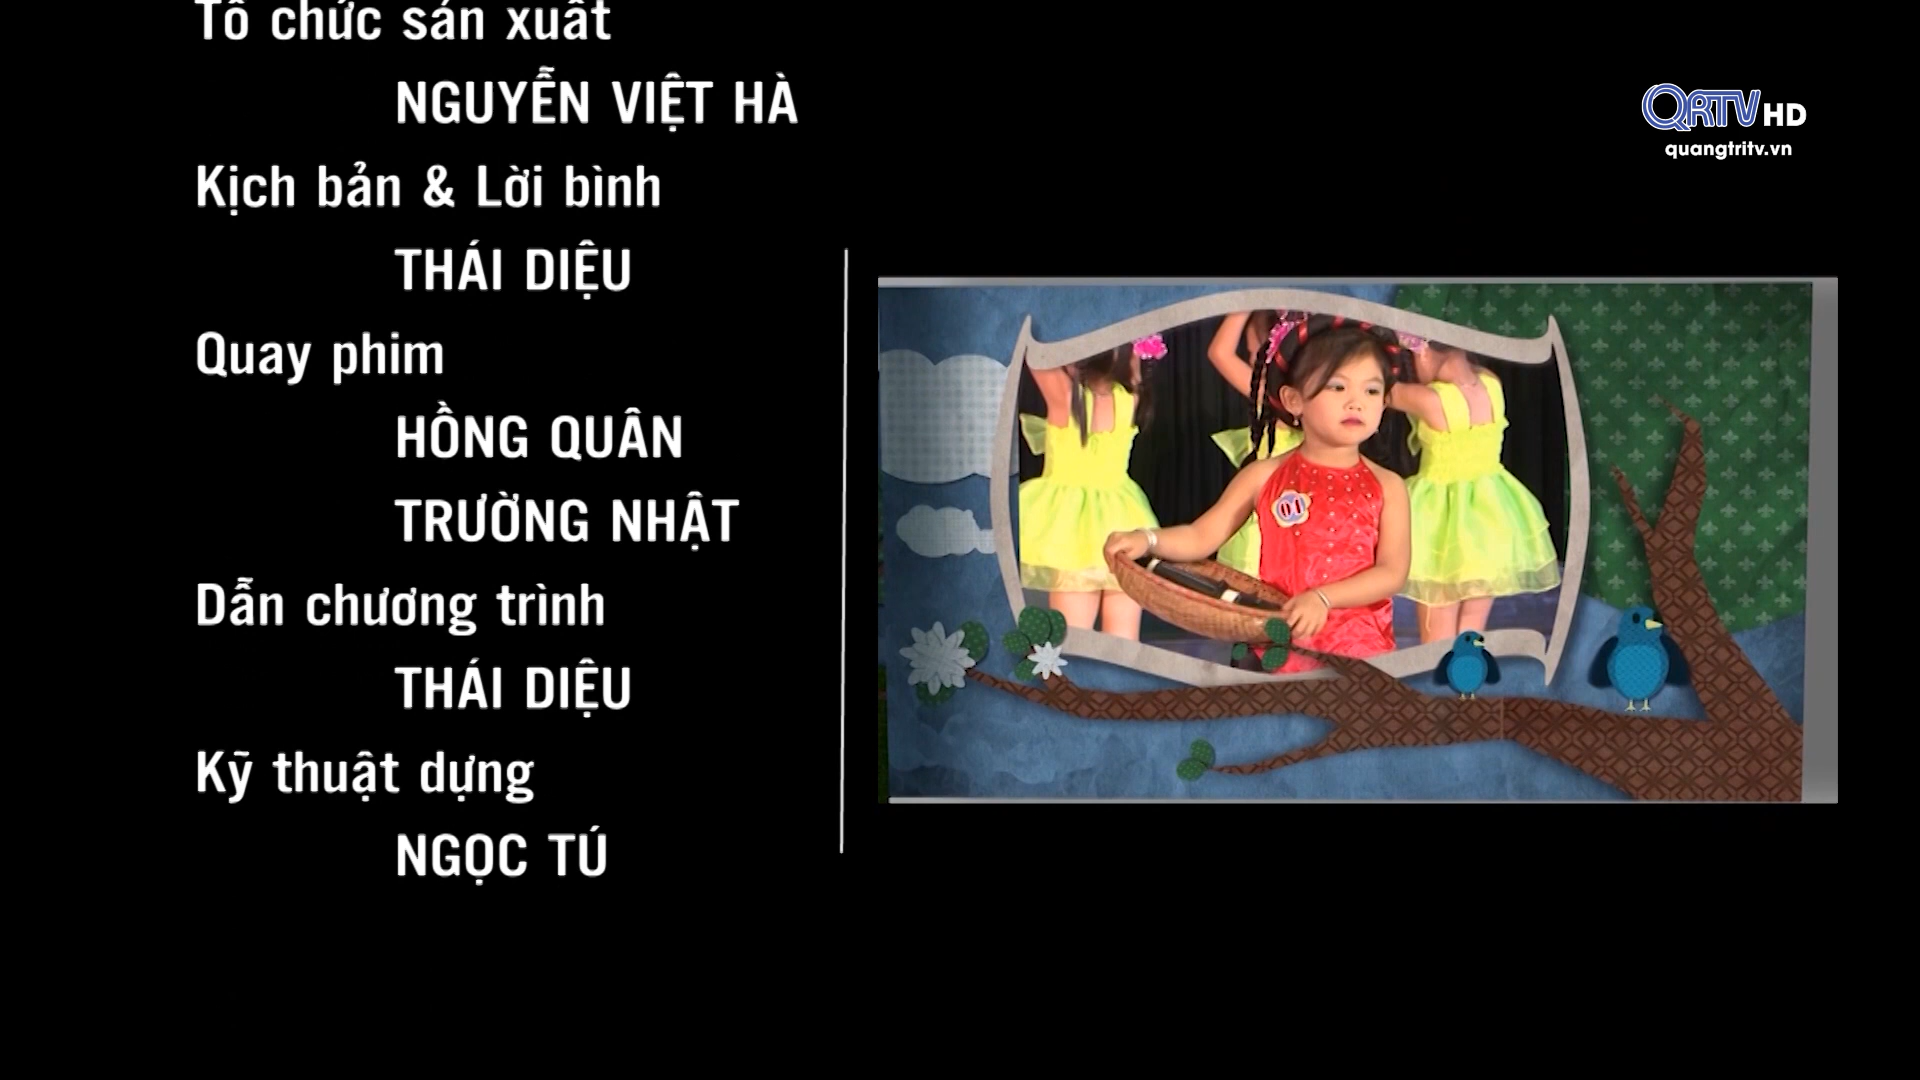 Tổ chức sản xuất
NGUYỄN VIỆT HÀ
Kịch bản & Lời bình
THÁI DIỆU
Quay phim
HỒNG QUÂN
TRƯỜNG NHẬT
Dẫn chương trình
THÁI DIỆU
Kỹ thuật dựng
NGỌC TÚ
QRTV HD
quangtritv.vn
01